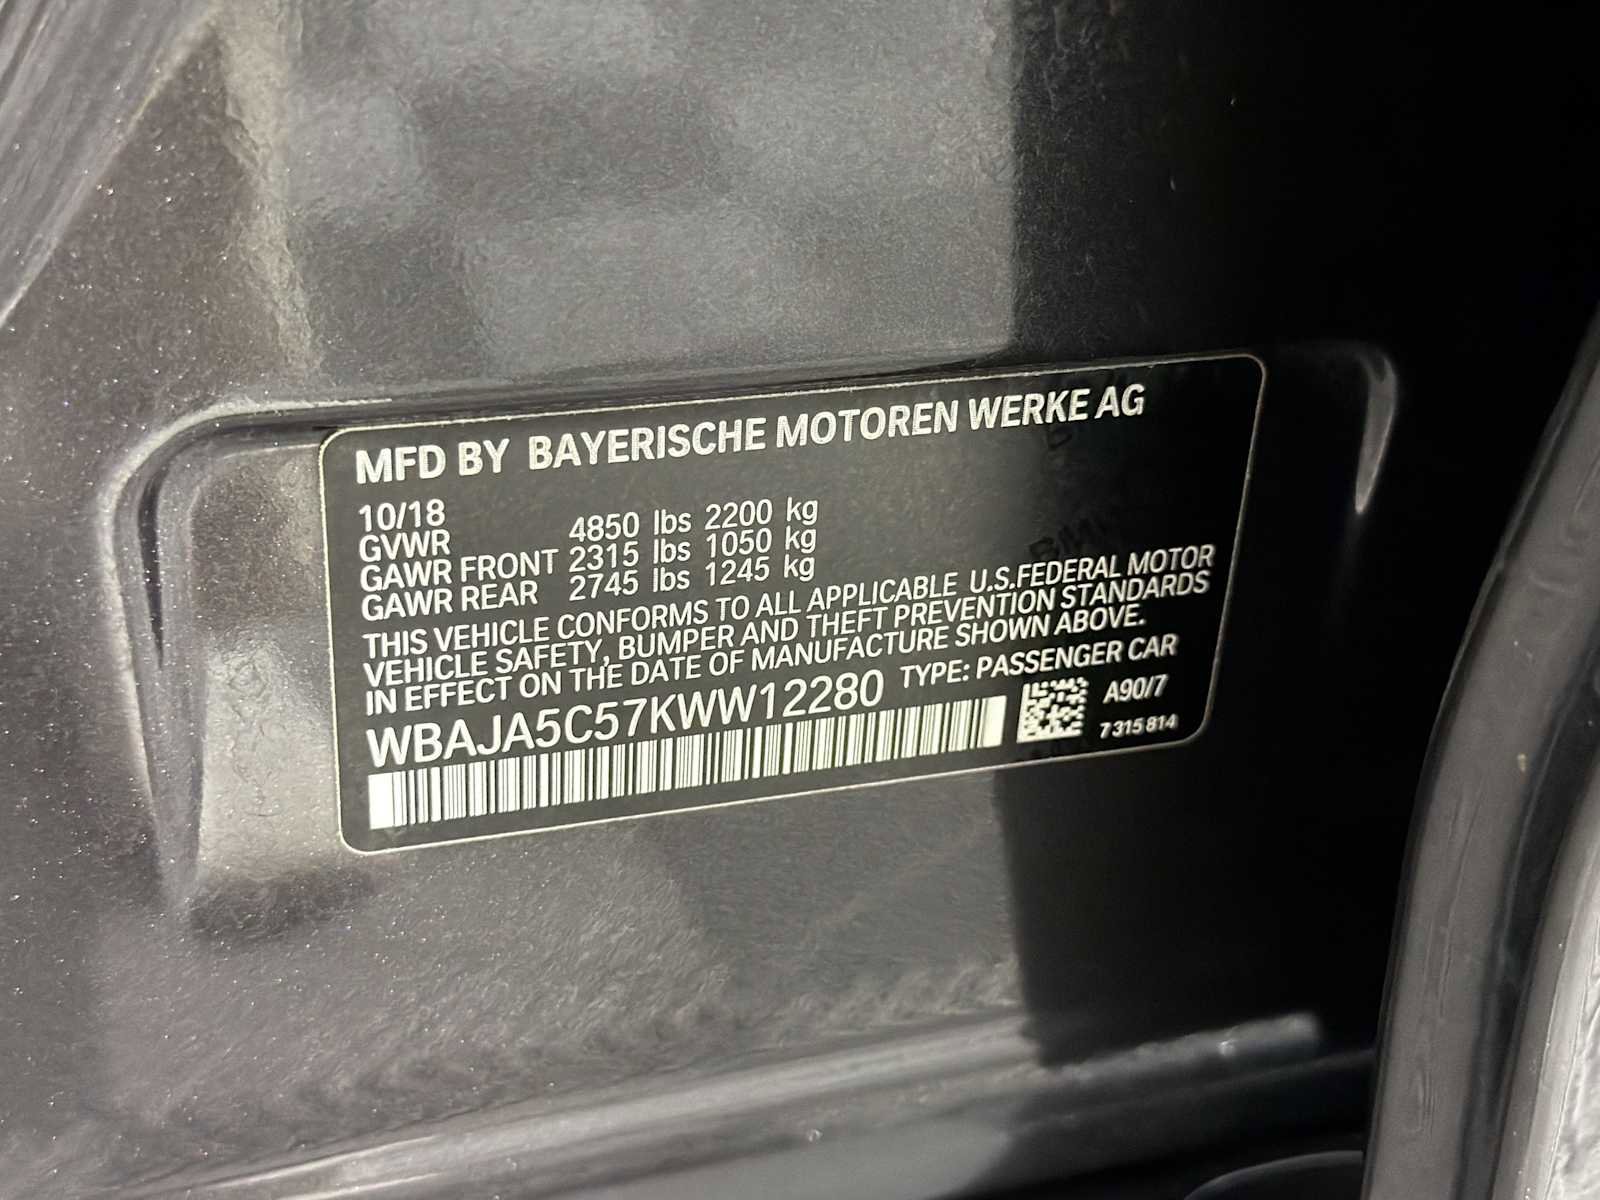 MFD BY BAYERISCHE MOTOREN WERKE AG
10/18
GVWR 4850 lbs 2200 kg
GAWR FRONT 2315 lbs 1050 kg
GAWR REAR 2745 lbs 1245 kg
THIS VEHICLE CONFORMS TO ALL APPLICABLE U.S.FEDERAL MOTOR
VEHICLE SAFETY, BUMPER AND THEFT PREVENTION STANDARDS
IN EFFECT ON THE DATE OF MANUFACTURE SHOWN ABOVE.
WBAJA5C57KWW12280 TYPE: PASSENGER CAR
A90/7
7 315 814